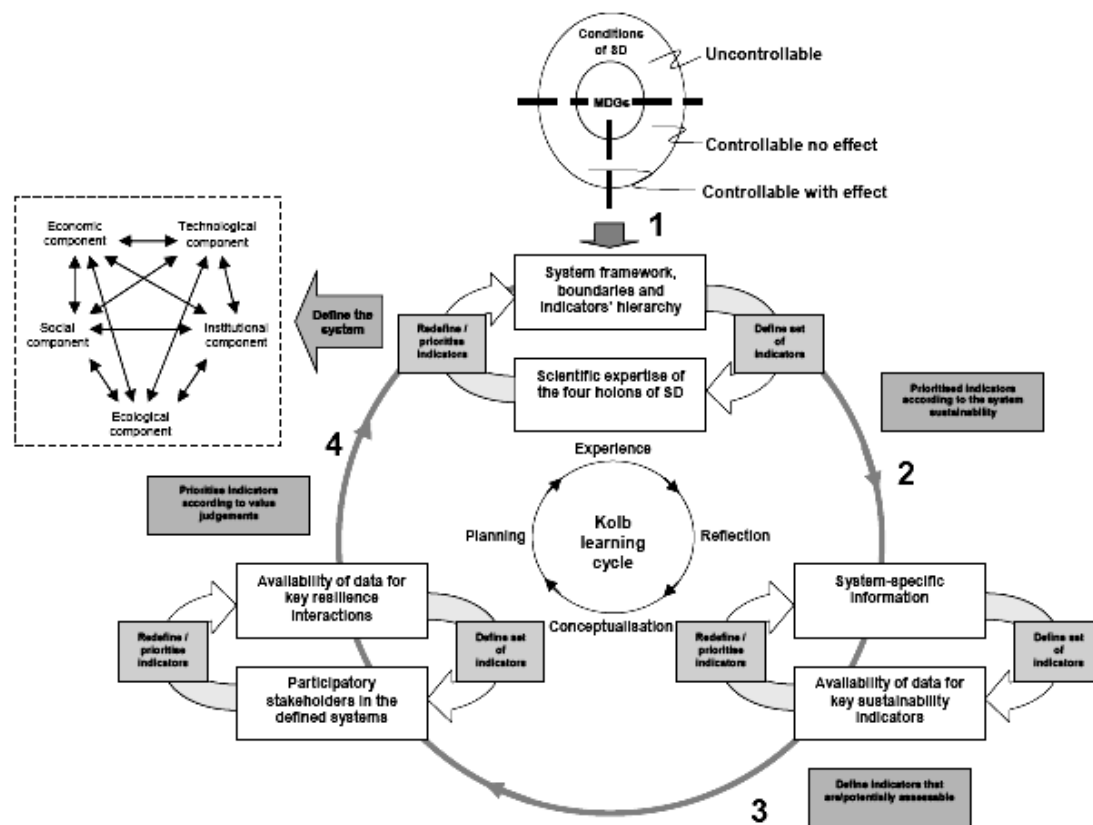 Conditions
of SD
MDGs
Uncontrollable
Controllable no effect
Controllable with effect
1
Economic
component
Technological
component
Social
component
Institutional
component
Ecological
component
Define the
system
System framework,
boundaries and
indicators' hierarchy
Redefine /
prioritise
indicators
Define set
of
indicators
Scientific expertise of
the four holons of SD
Prioritised indicators
according to the system
sustainability
4
2
Prioritise indicators
according to value
judgements
Experience
Planning
Kolb
learning
cycle
Reflection
Conceptualisation
Availability of data for
key resilience
interactions
Redefine /
prioritise
indicators
Define set
of
indicators
Participatory
stakeholders in the
defined systems
System-specific
information
Redefine /
prioritise
indicators
Define set
of
indicators
Availability of data for
key sustainability
indicators
3
Define indicators that
are/potentially assessable